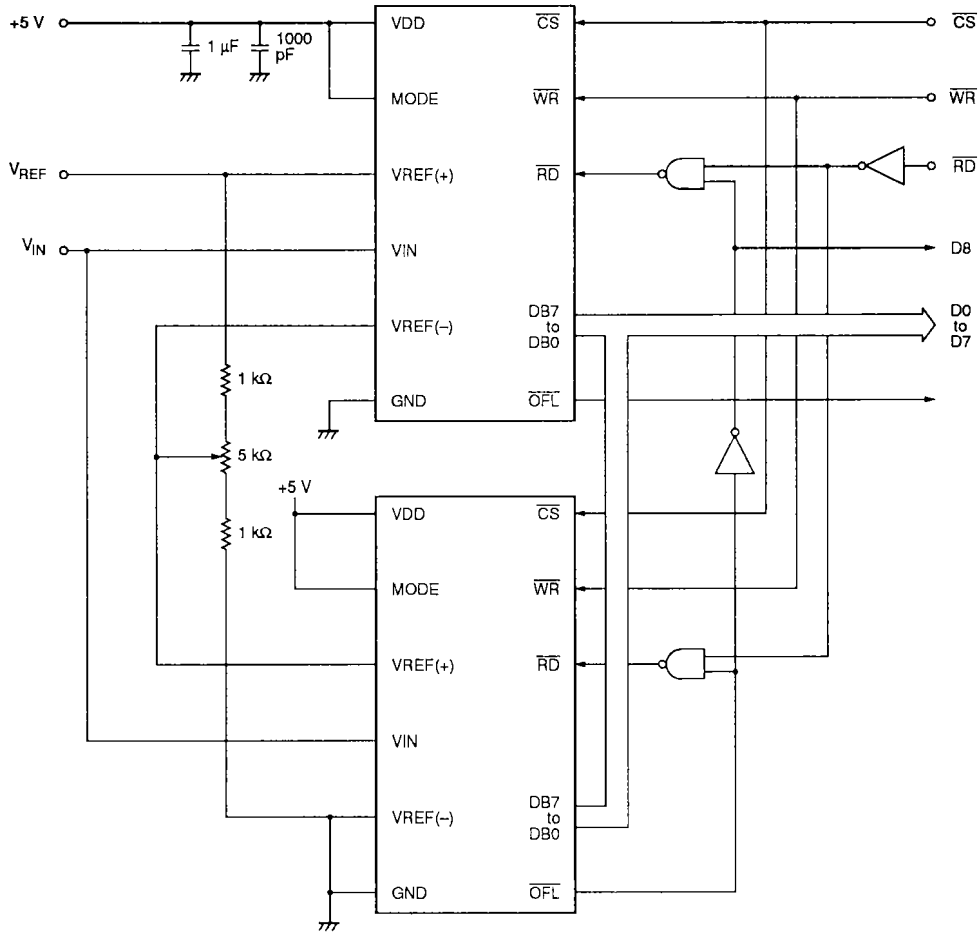 +5 V
1 µF
1000
pF
VREF
VIN
1 kΩ
5 kΩ
1 kΩ
VDD
MODE
VREF(+)
VIN
VREF(–)
GND
CS
WR
RD
DB7
to
DB0
OFL
CS
WR
RD
D8
D0
to
D7
+5 V
VDD
MODE
VREF(+)
VIN
VREF(–)
GND
CS
WR
RD
DB7
to
DB0
OFL